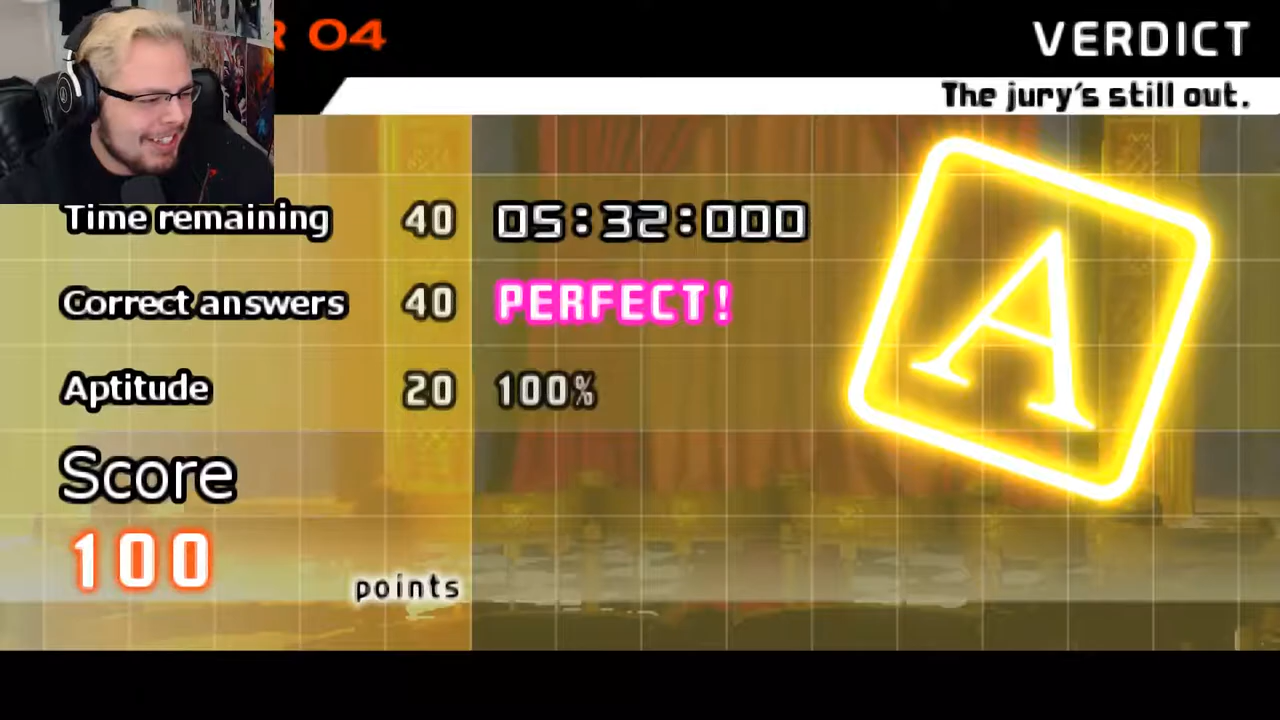 R 04
VERDICT
The jury's still out.
Time remaining 40 05:32:000
Correct answers 40 PERFECT!
Aptitude 20 100%
A
Score
100
points